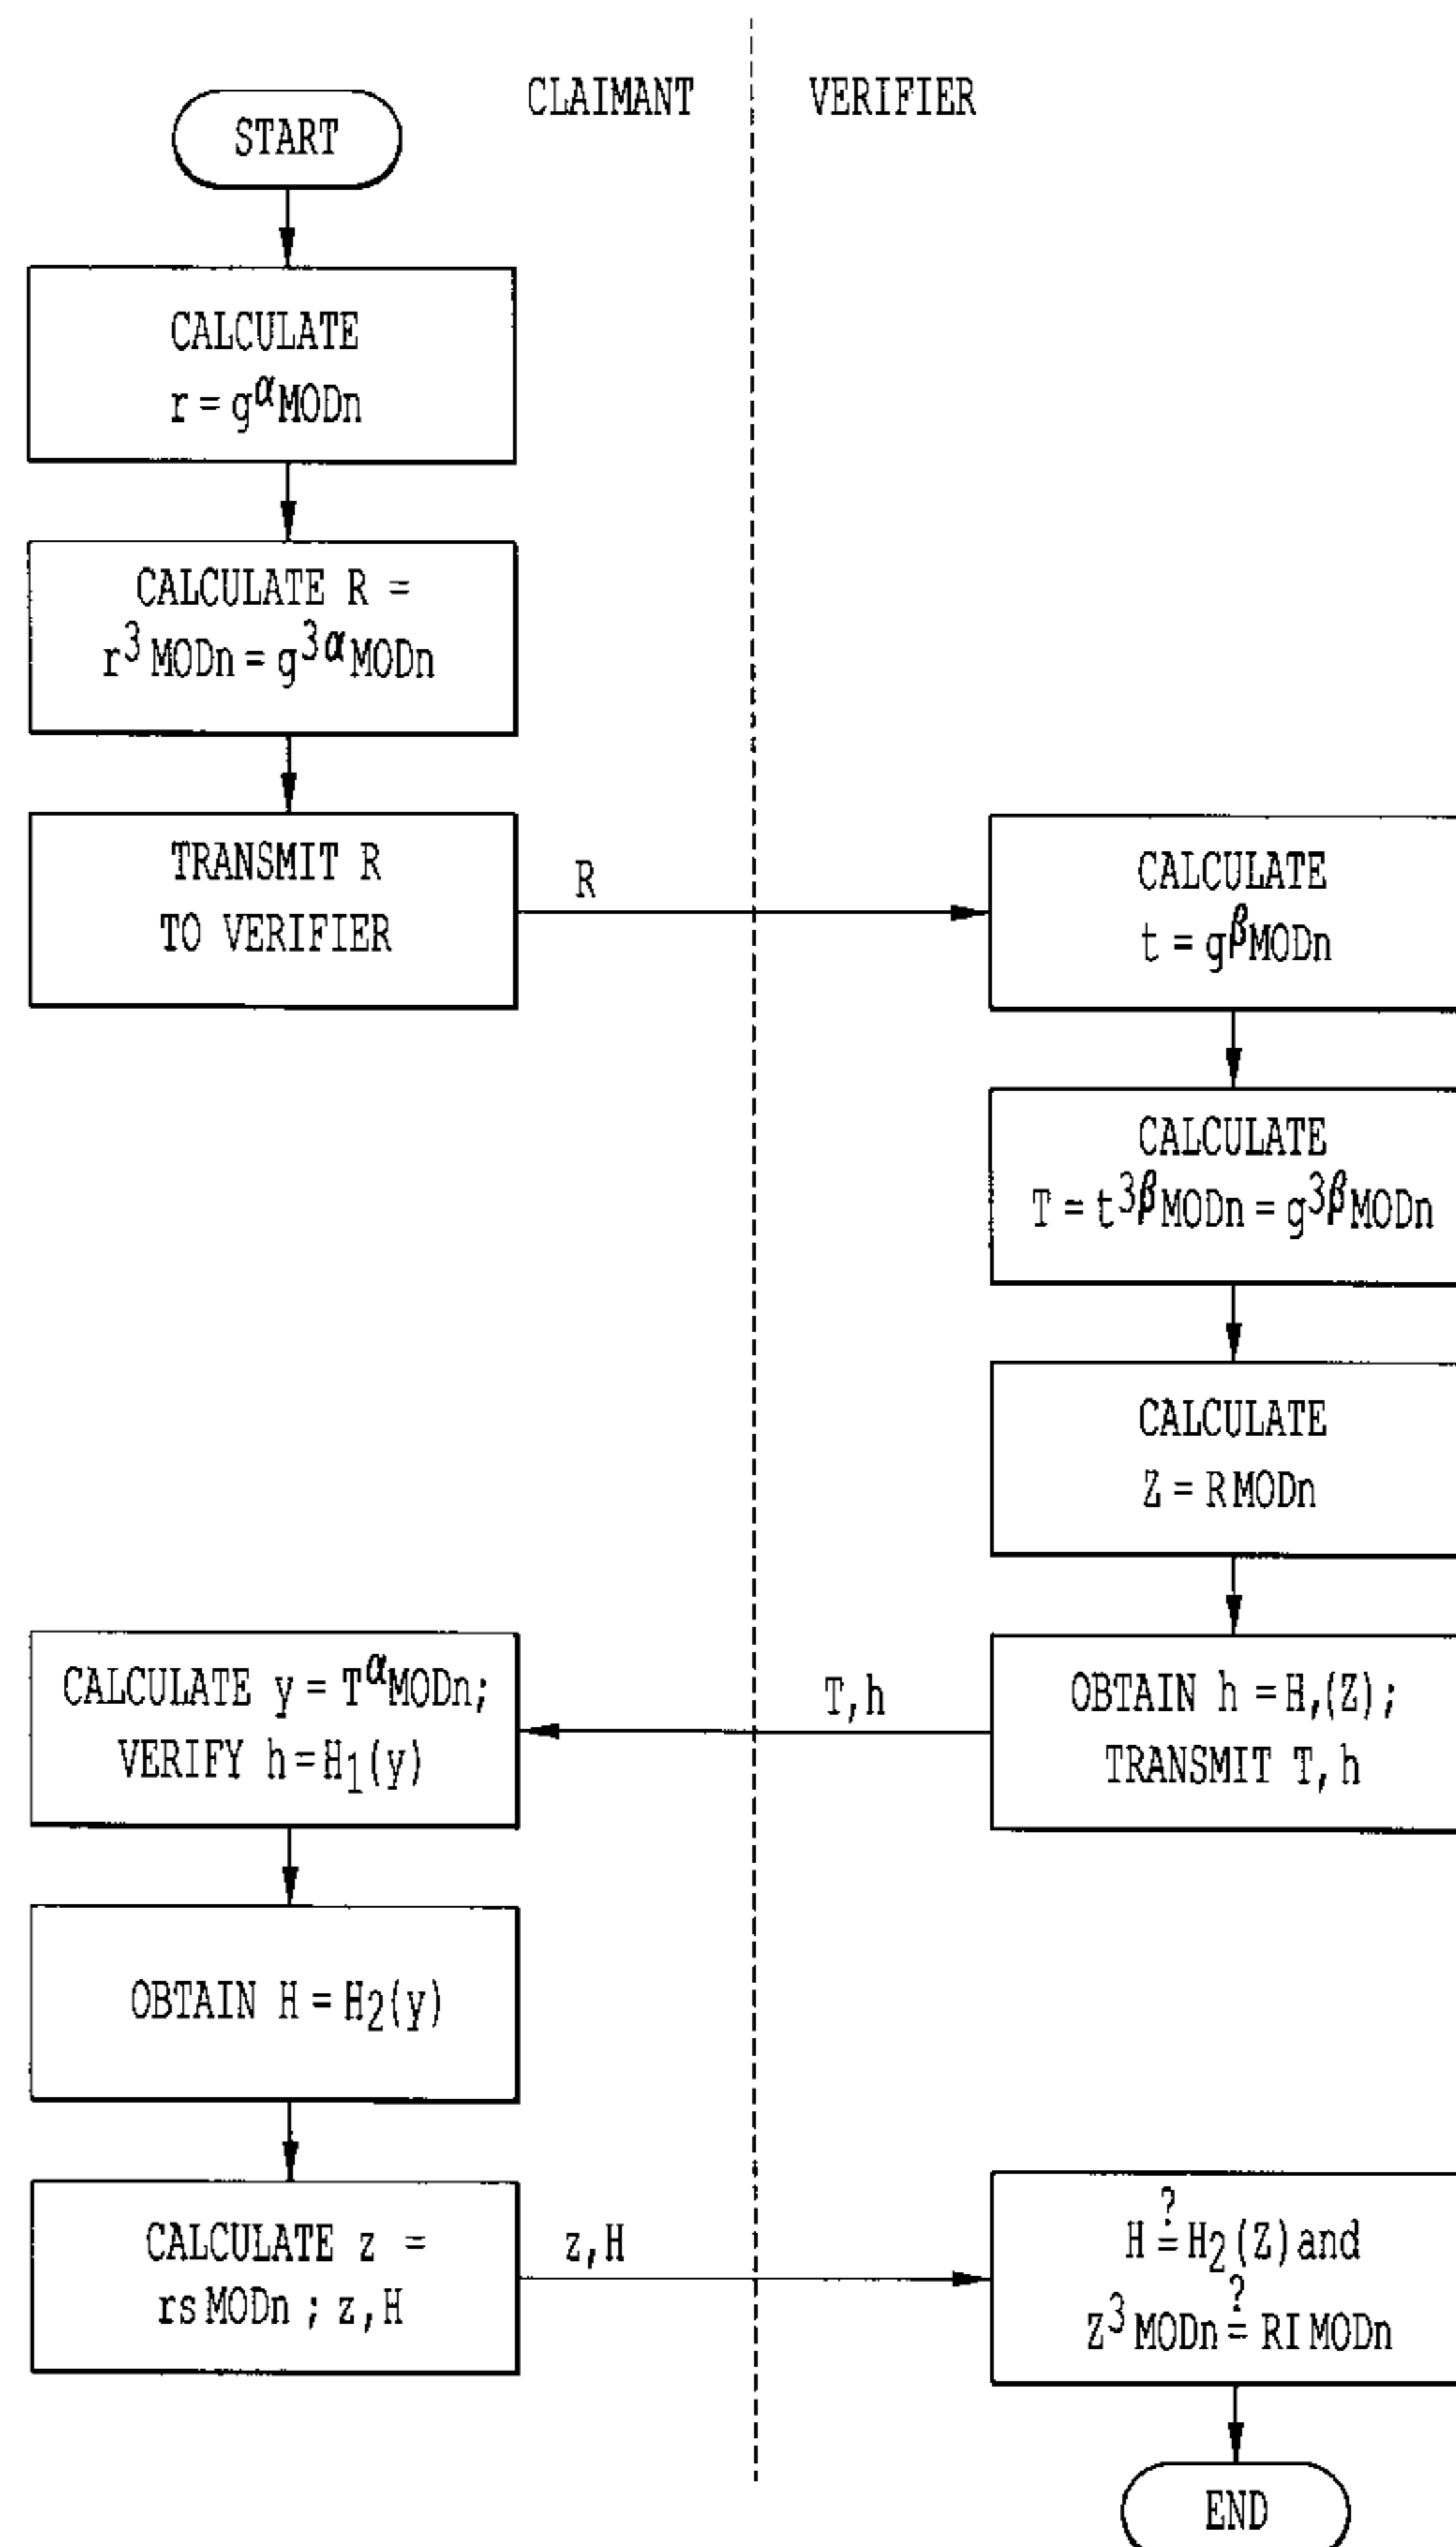 CLAIMANT
VERIFIER
START
CALCULATE
r = g^α MODn
CALCULATE R =
r^3 MODn = g^3α MODn
TRANSMIT R
TO VERIFIER
R
CALCULATE
t = g^β MODn
CALCULATE
T = t^3β MODn = g^3β MODn
CALCULATE
Z = R MODn
OBTAIN h = H,(Z);
TRANSMIT T, h
T, h
CALCULATE y = T^α MODn;
VERIFY h = H1(y)
OBTAIN H = H2(y)
CALCULATE z =
rs MODn ; z, H
z, H
H ?= H2(Z) and
Z^3 MODn ?= RI MODn
END